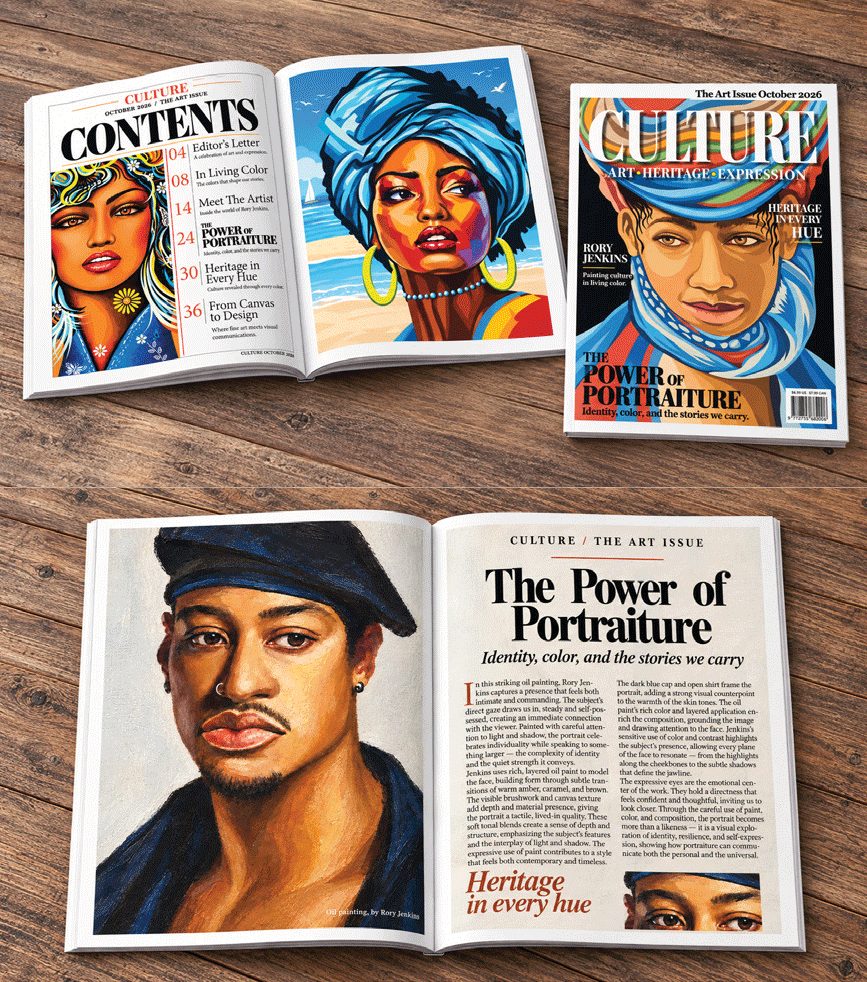 CULTURE
OCTOBER 2026 / THE ART ISSUE
CONTENTS
04 Editor's Letter
A celebration of art and expression.
08 In Living Color
The colors that shape our stories.
14 Meet The Artist
Inside the world of Rory Jenkins.
24 THE
POWER OF
PORTRAITURE
Identity, color, and the stories we carry.
30 Heritage in
Every Hue
Culture revealed through every color.
36 From Canvas
to Design
Where fine art meets visual
communications.
CULTURE OCTOBER 2026
The Art Issue October 2026
CULTURE
ART•HERITAGE•EXPRESSION
HERITAGE
IN EVERY
HUE
RORY
JENKINS
Painting culture
in living color.
THE
POWER OF
PORTRAITURE
Identity, color, and the stories we carry.
$6.99 US $7.99 CAN
CULTURE / THE ART ISSUE
The Power of
Portraiture
Identity, color, and the stories we carry
In this striking oil painting, Rory Jen-
kins captures a presence that feels both
intimate and commanding. The subject's
direct gaze draws us in, steady and self-pos-
sessed, creating an immediate connection
with the viewer. Painted with careful atten-
tion to light and shadow, the portrait cele-
brates individuality while speaking to some-
thing larger — the complexity of identity
and the quiet strength it conveys.
Jenkins uses rich, layered oil paint to model
the face, building form through subtle tran-
sitions of warm amber, caramel, and brown.
The visible brushwork and canvas texture
add depth and material presence, giving
the portrait a tactile, lived-in quality. These
soft tonal blends create a sense of depth and
structure, emphasizing the subject's features
and the interplay of light and shadow. The
expressive use of paint contributes to a style
that feels both contemporary and timeless.
The dark blue cap and open shirt frame the
portrait, adding a strong visual counterpoint
to the warmth of the skin tones. The oil
paint's rich color and layered application en-
rich the composition, grounding the image
and drawing attention to the face. Jenkins's
sensitive use of color and contrast highlights
the subject's presence, allowing every plane
of the face to resonate — from the highlights
along the cheekbones to the subtle shadows
that define the jawline.
The expressive eyes are the emotional cen-
ter of the work. They hold a directness that
feels confident and thoughtful, inviting us to
look closer. Through the careful use of paint,
color, and composition, the portrait becomes
more than a likeness — it is a visual explo-
ration of identity, resilience, and self-expres-
sion, showing how portraiture can commu-
nicate both the personal and the universal.
Heritage
in every hue
Oil painting, by Rory Jenkins